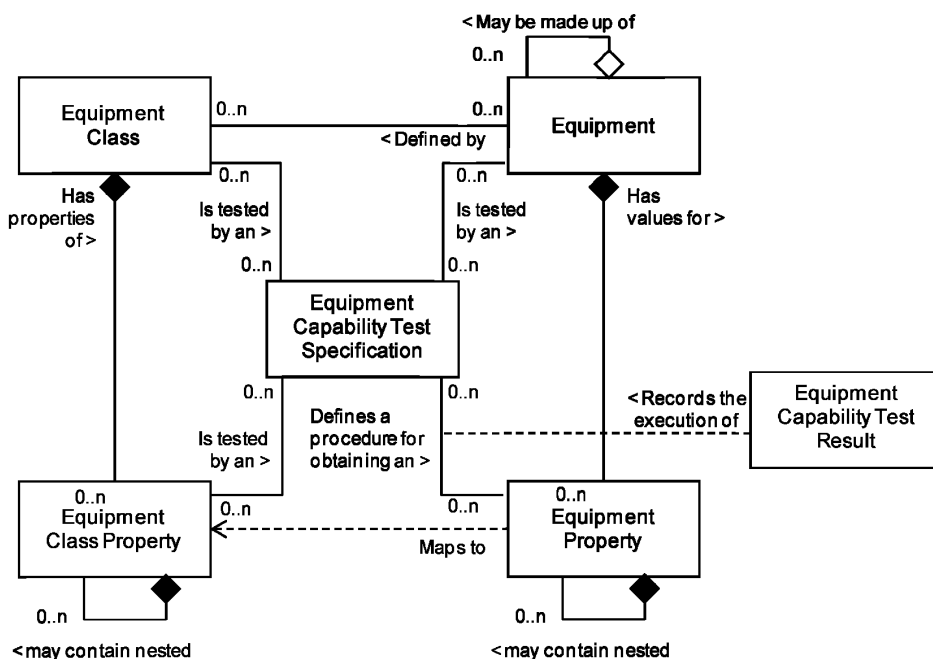 < May be made up of
0..n
Equipment
Class
0..n
0..n
< Defined by
Equipment
0..n
0..n
Has
properties
of >
Is tested
by an >
Is tested
by an >
Has
values for >
0..n
0..n
Equipment
Capability Test
Specification
0..n
0..n
Defines a
procedure for
obtaining an >
< Records the
execution of
Equipment
Capability Test
Result
Is tested
by an >
0..n
Equipment
Class Property
0..n
0..n
0..n
Equipment
Property
Maps to
0..n
0..n
< may contain nested
< may contain nested